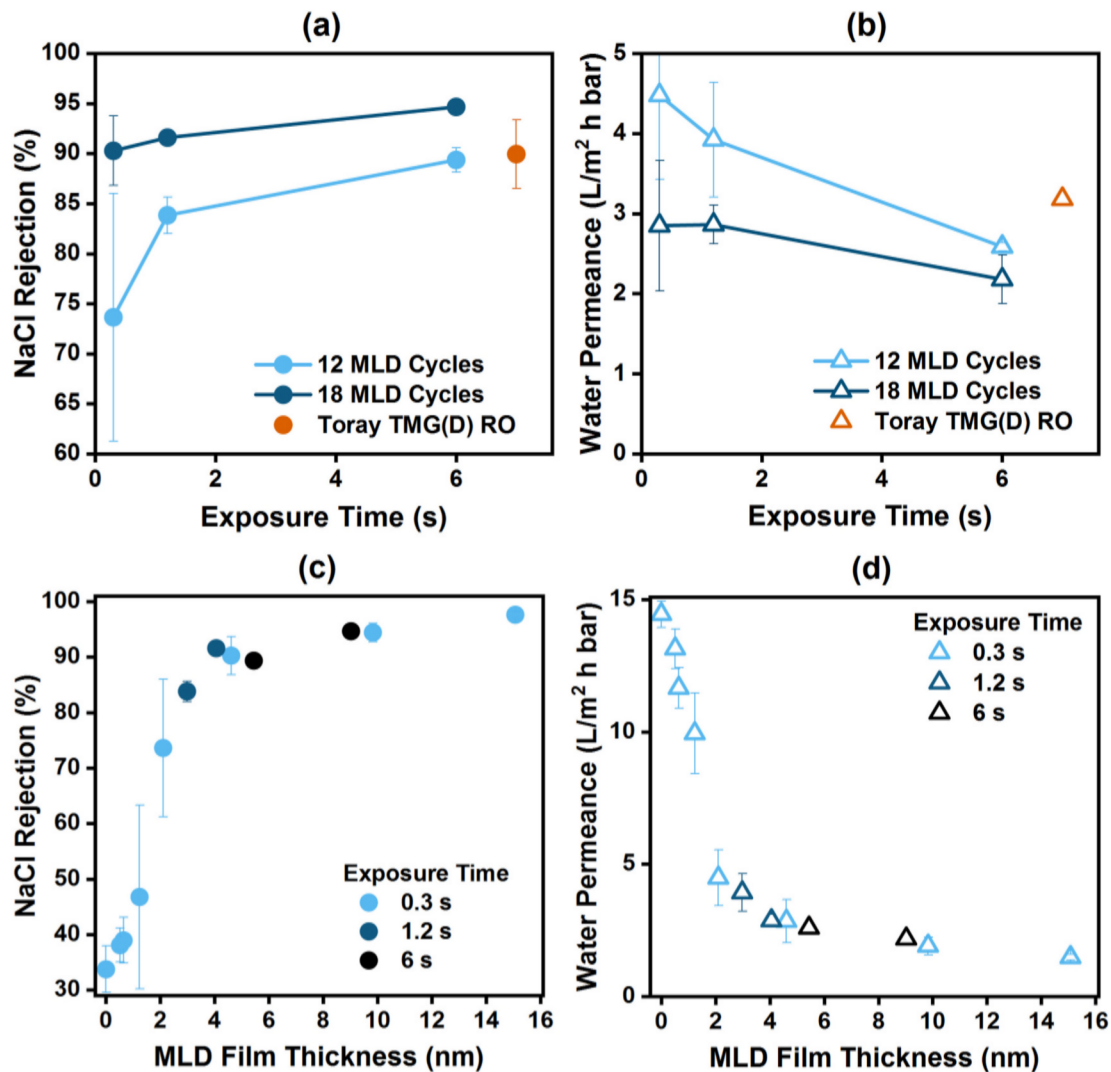 (a)
NaCl Rejection (%)
100
95
90
85
80
75
70
65
60
12 MLD Cycles
18 MLD Cycles
Toray TMG(D) RO
0 2 4 6
Exposure Time (s)
(b)
Water Permeance (L/m² h bar)
5
4
3
2
1
0
12 MLD Cycles
18 MLD Cycles
Toray TMG(D) RO
0 2 4 6
Exposure Time (s)
(c)
NaCl Rejection (%)
100
90
80
70
60
50
40
30
Exposure Time
0.3 s
1.2 s
6 s
0 2 4 6 8 10 12 14 16
MLD Film Thickness (nm)
(d)
Water Permeance (L/m² h bar)
15
10
5
0
Exposure Time
0.3 s
1.2 s
6 s
0 2 4 6 8 10 12 14 16
MLD Film Thickness (nm)